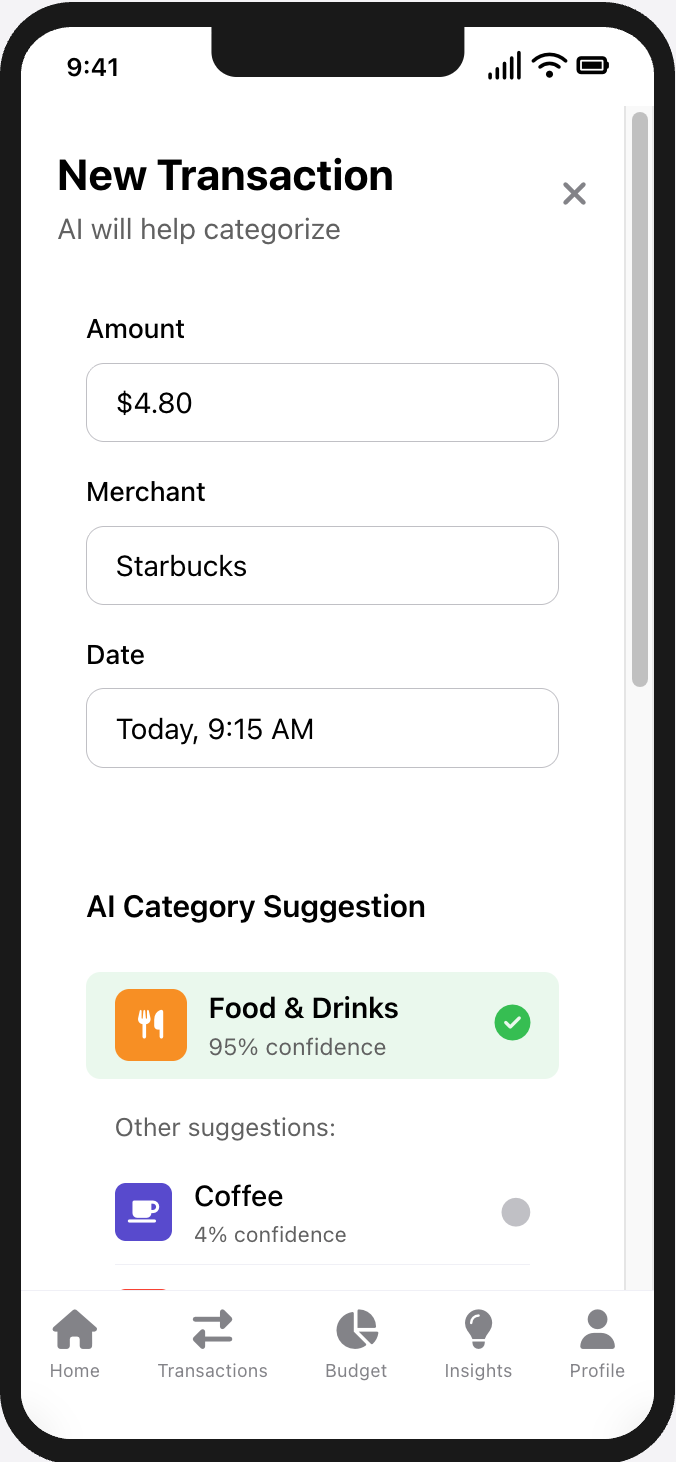 9:41
New Transaction
AI will help categorize
Amount
$4.80
Merchant
Starbucks
Date
Today, 9:15 AM
AI Category Suggestion
Food & Drinks
95% confidence
Other suggestions:
Coffee
4% confidence
Home Transactions Budget Insights Profile